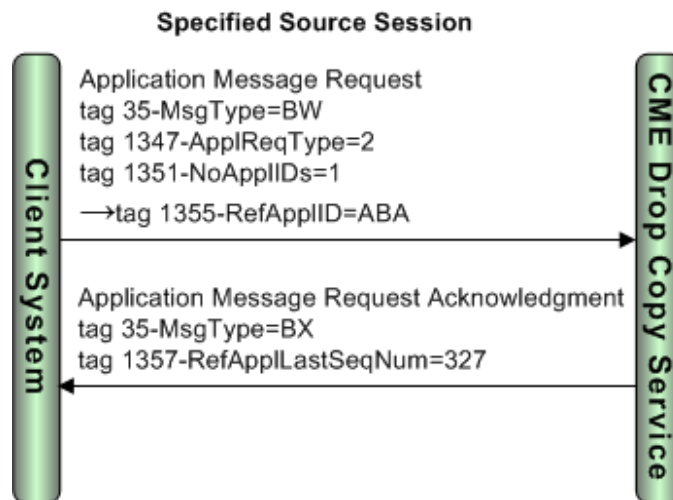 Specified Source Session
Client System
Application Message Request
tag 35-MsgType=BW
tag 1347-ApplReqType=2
tag 1351-NoApplIDs=1
→tag 1355-RefApplID=ABA
Application Message Request Acknowledgment
tag 35-MsgType=BX
tag 1357-RefApplLastSeqNum=327
CME Drop Copy Service